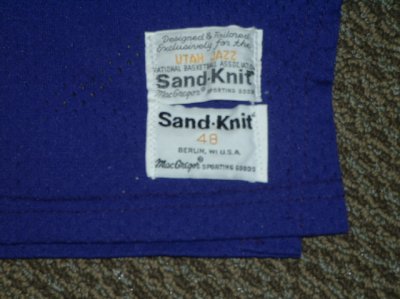 Designed & Tailored
Exclusively for the
UTAH JAZZ
NATIONAL BASKETBALL ASSOCIATION
Sand·Knit®
MacGregor® SPORTING GOODS
Sand·Knit®
48
BERLIN, WI U.S.A.
MacGregor® SPORTING GOODS